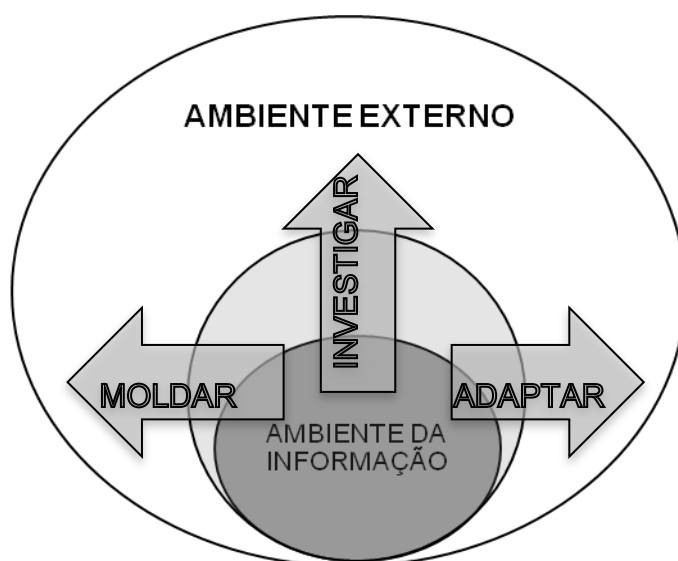 AMBIENTE EXTERNO
INVESTIGAR
MOLDAR
ADAPTAR
AMBIENTE DA
INFORMAÇÃO